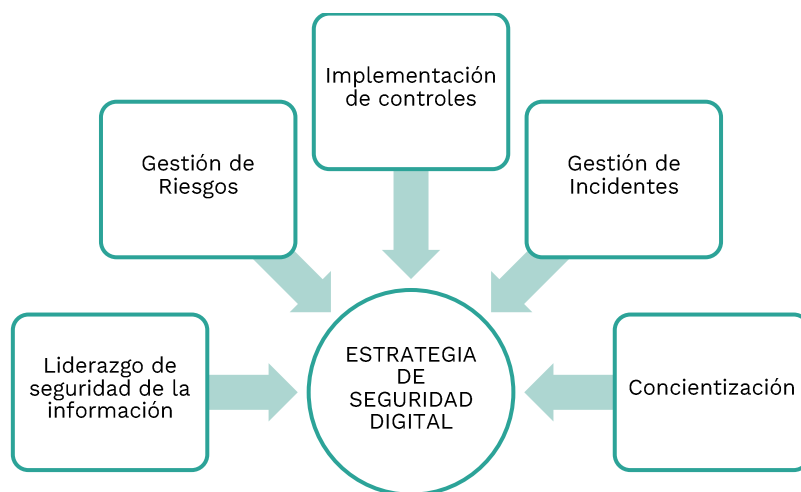 Implementación
de controles
Gestión de
Riesgos
Gestión de
Incidentes
Liderazgo de
seguridad de la
información
ESTRATEGIA
DE
SEGURIDAD
DIGITAL
Concientización